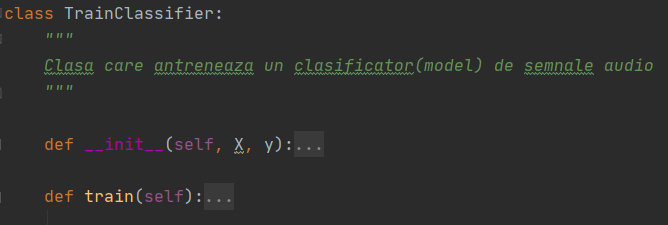 class TrainClassifier:
"""
Clasa care antreneaza un clasificator(model) de semnale audio
"""
def __init__(self, X, y):...
def train(self):...